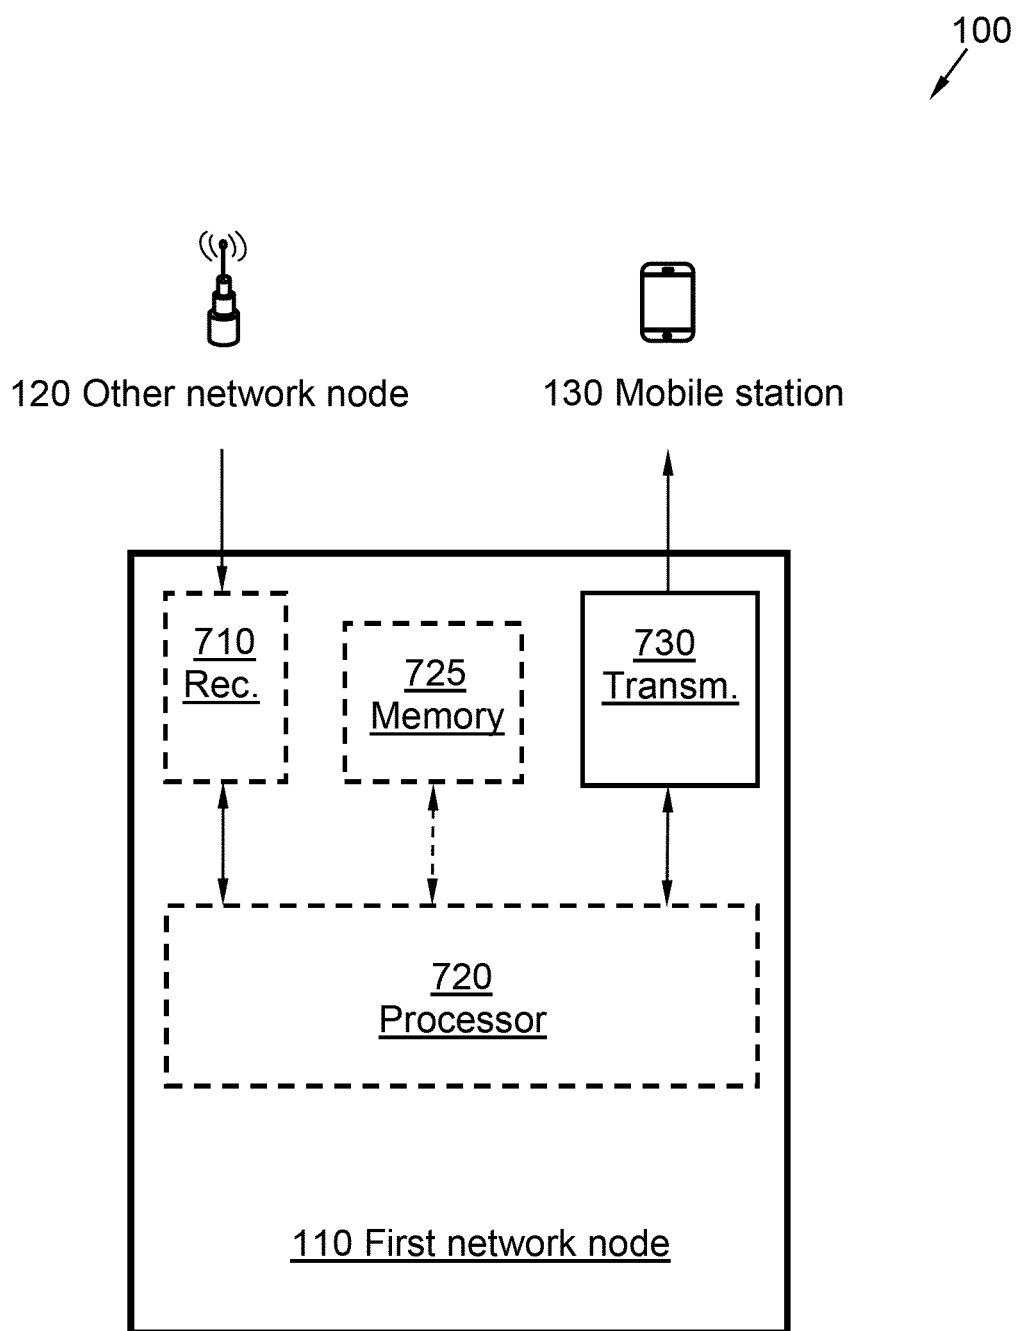 100
120 Other network node
130 Mobile station
710
Rec.
725
Memory
730
Transm.
720
Processor
110 First network node